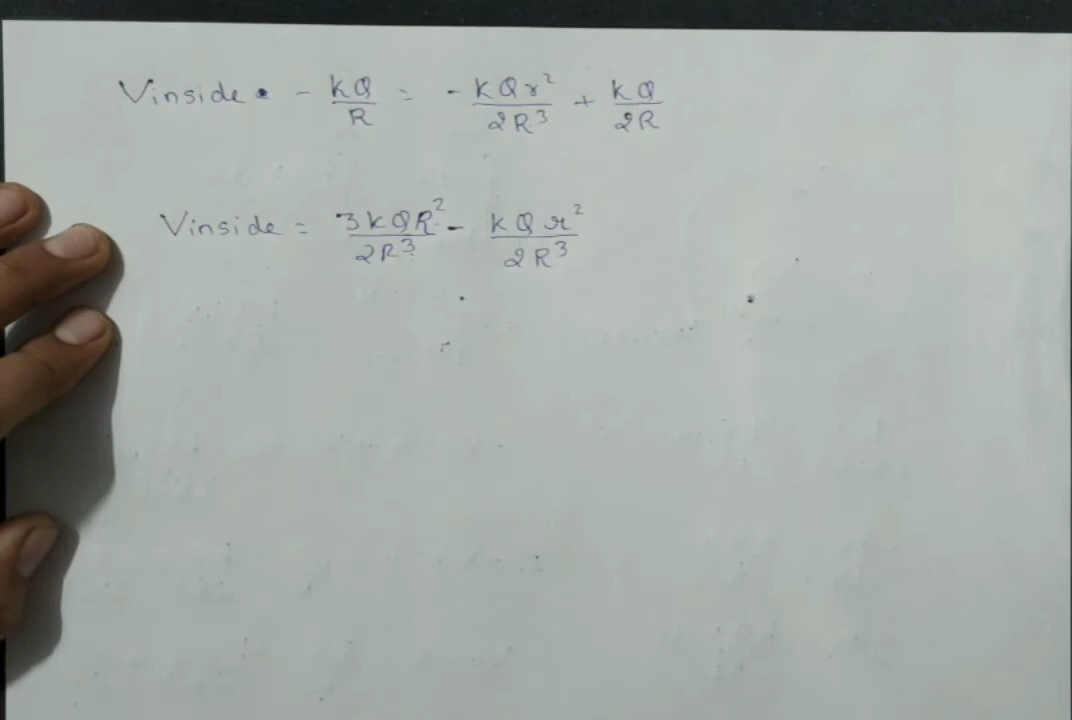 Vinside - kQ/R = - kQr²/2R³ + kQ/2R
Vinside = 3kQR²/2R³ - kQr²/2R³